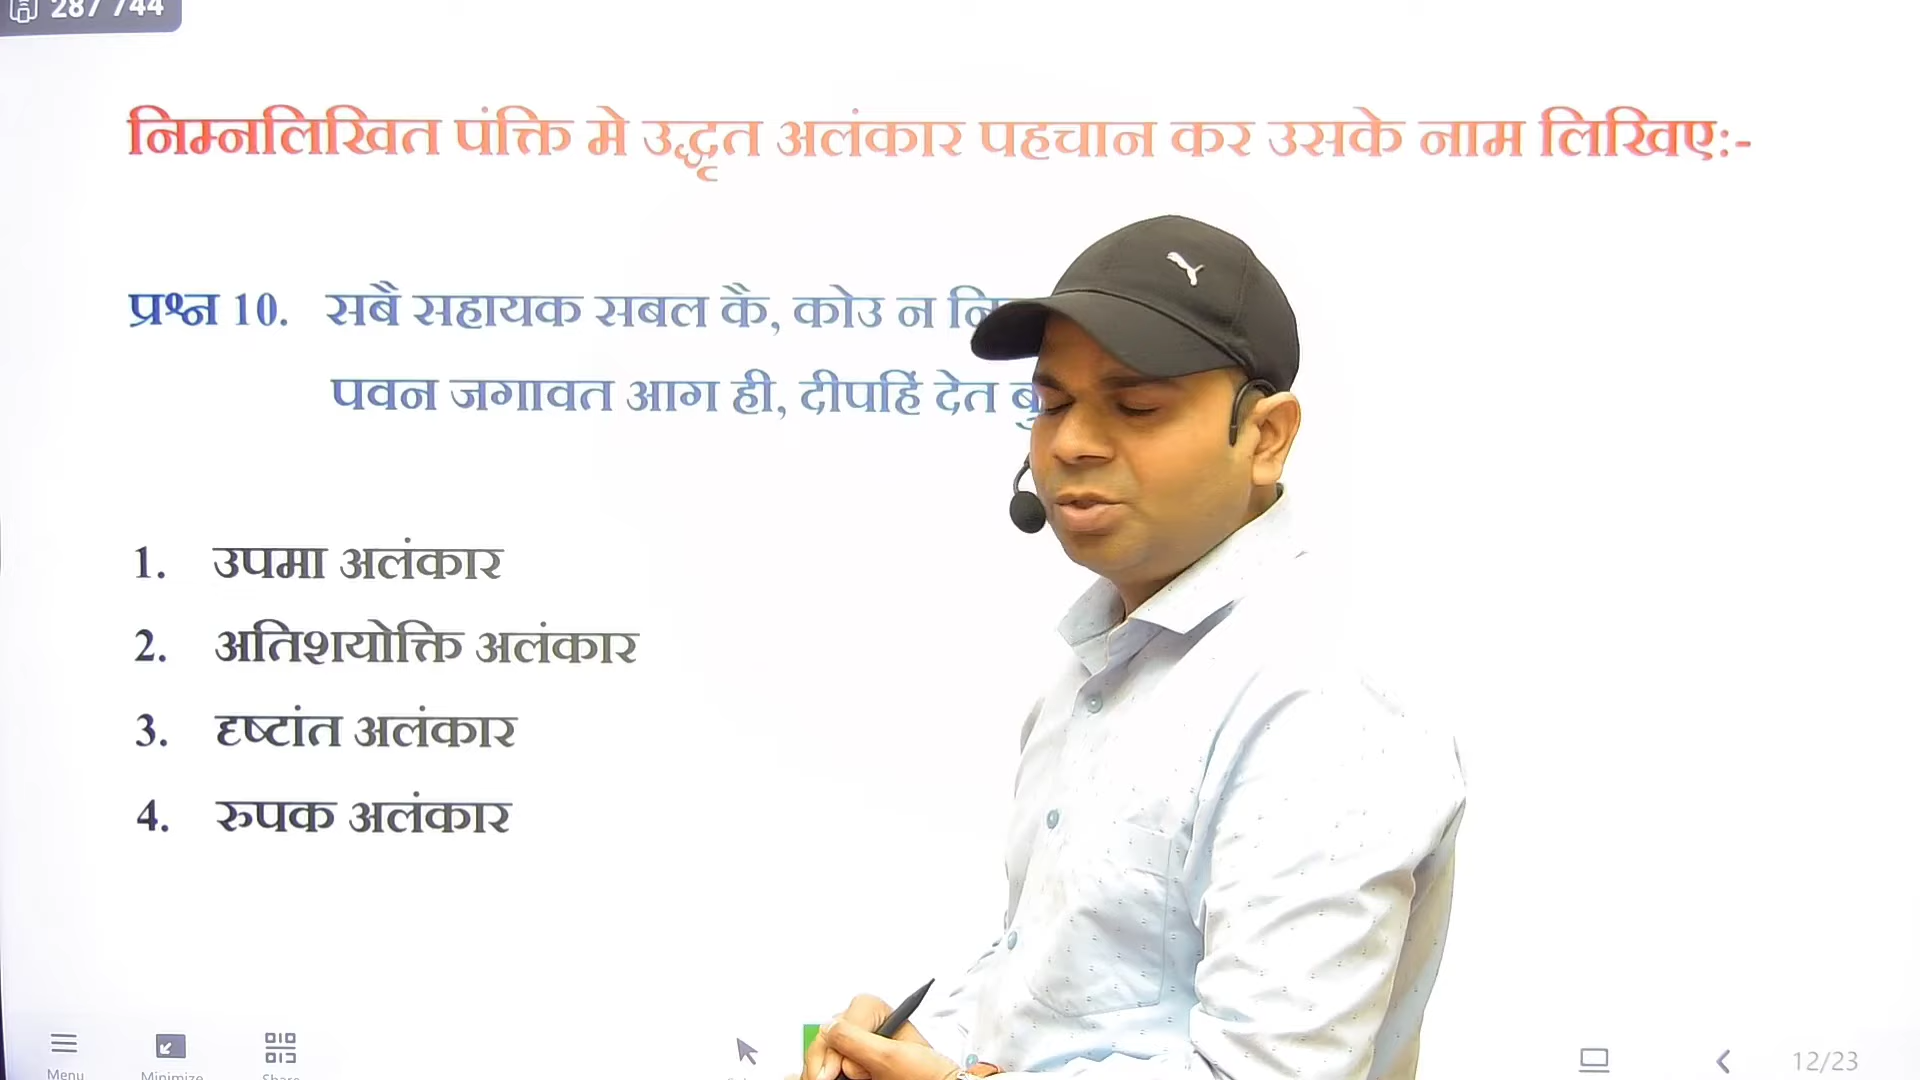 287 / 744
निम्नलिखित पंक्ति मे उद्धृत अलंकार पहचान कर उसके नाम लिखिए:-
प्रश्न 10. सबै सहायक सबल कै, कोउ न
पवन जगावत आग ही, दीपहिं देत
1. उपमा अलंकार
2. अतिशयोक्ति अलंकार
3. दृष्टांत अलंकार
4. रुपक अलंकार
Menu Minimize Share 12/23